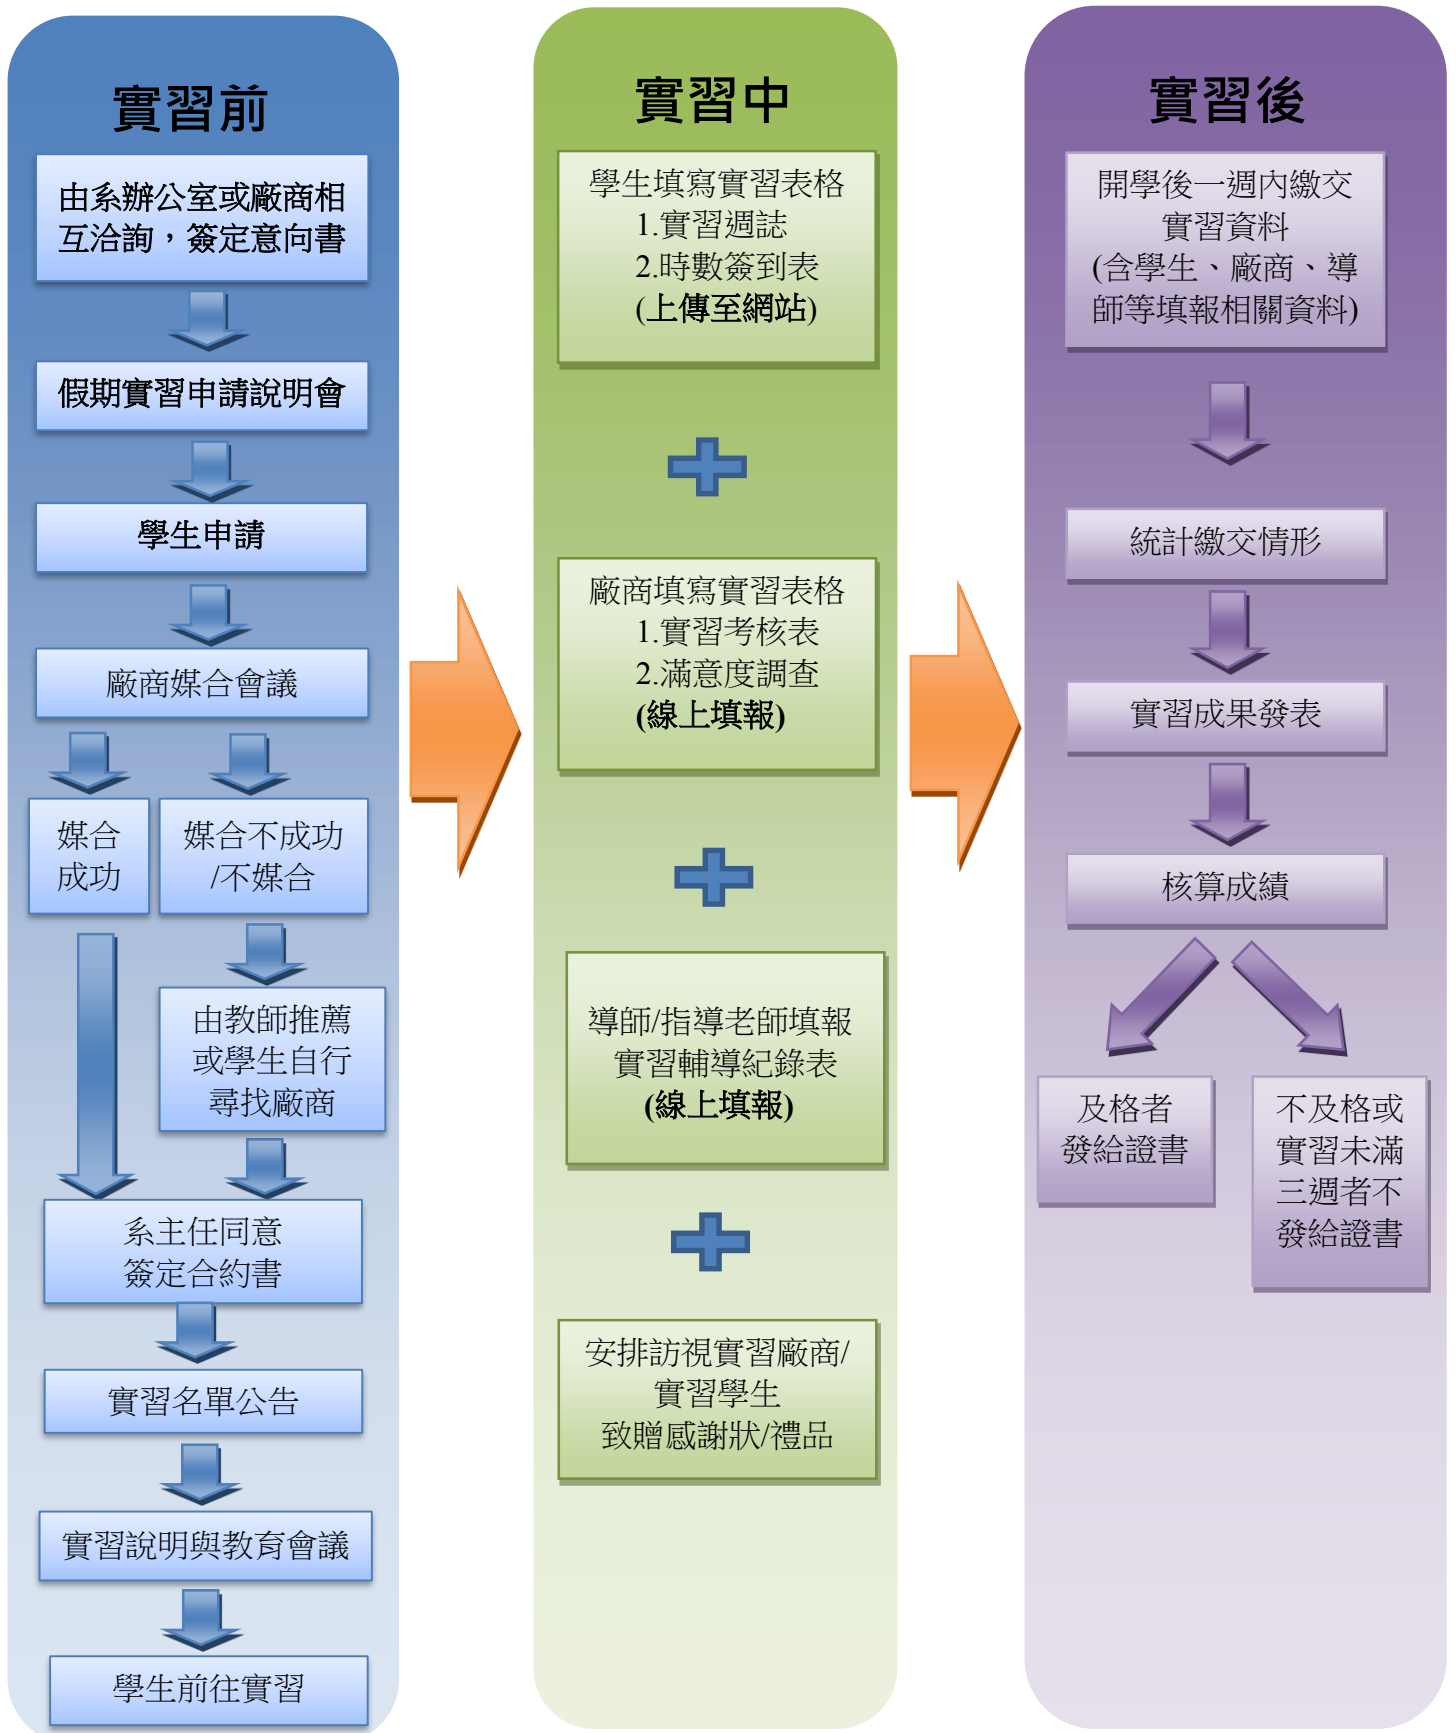 實習前
由系辦公室或廠商相
互洽詢，簽定意向書
假期實習申請說明會
學生申請
廠商媒合會議
媒合
成功
媒合不成功
/不媒合
由教師推薦
或學生自行
尋找廠商
系主任同意
簽定合約書
實習名單公告
實習說明與教育會議
學生前往實習
實習中
學生填寫實習表格
1.實習週誌
2.時數簽到表
(上傳至網站)
廠商填寫實習表格
1.實習考核表
2.滿意度調查
(線上填報)
導師/指導老師填報
實習輔導紀錄表
(線上填報)
安排訪視實習廠商/
實習學生
致贈感謝狀/禮品
實習後
開學後一週內繳交
實習資料
(含學生、廠商、導
師等填報相關資料)
統計繳交情形
實習成果發表
核算成績
及格者
發給證書
不及格或
實習未滿
三週者不
發給證書